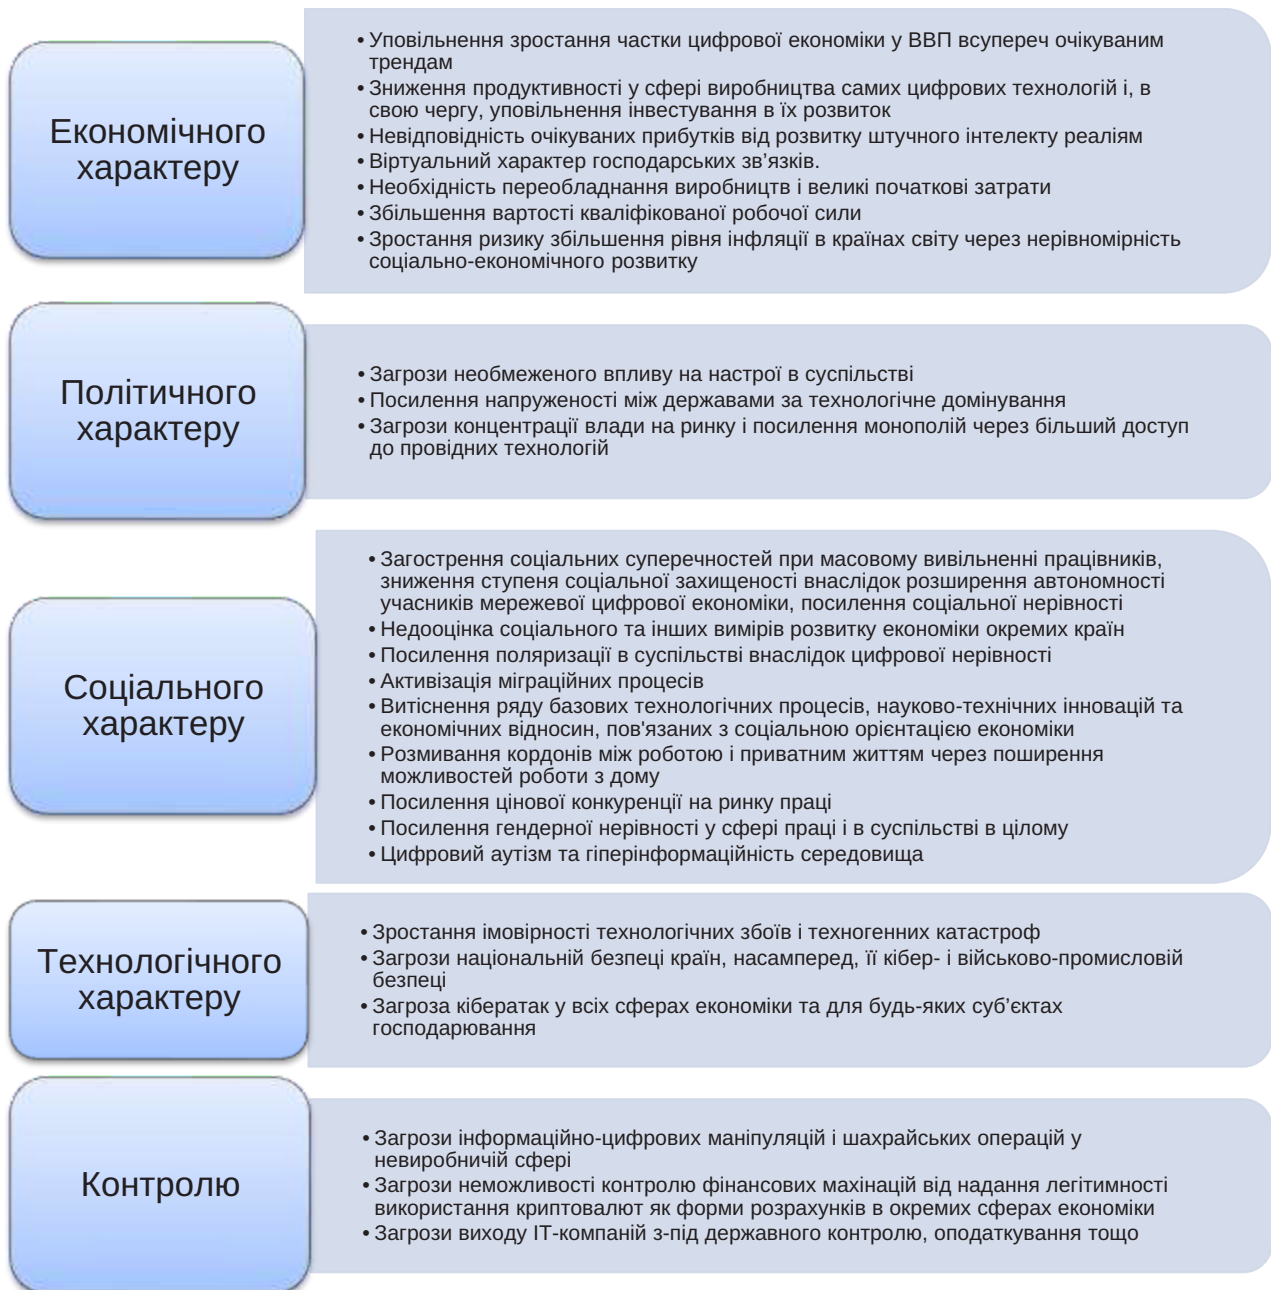 Економічного
характеру
• Уповільнення зростання частки цифрової економіки у ВВП всупереч очікуваним
трендам
• Зниження продуктивності у сфері виробництва самих цифрових технологій і, в
свою чергу, уповільнення інвестування в їх розвиток
• Невідповідність очікуваних прибутків від розвитку штучного інтелекту реаліям
• Віртуальний характер господарських зв’язків.
• Необхідність переобладнання виробництв і великі початкові затрати
• Збільшення вартості кваліфікованої робочої сили
• Зростання ризику збільшення рівня інфляції в країнах світу через нерівномірність
соціально-економічного розвитку
Політичного
характеру
• Загрози необмеженого впливу на настрої в суспільстві
• Посилення напруженості між державами за технологічне домінування
• Загрози концентрації влади на ринку і посилення монополій через більший доступ
до провідних технологій
Соціального
характеру
• Загострення соціальних суперечностей при масовому вивільненні працівників,
зниження ступеня соціальної захищеності внаслідок розширення автономності
учасників мережевої цифрової економіки, посилення соціальної нерівності
• Недооцінка соціального та інших вимірів розвитку економіки окремих країн
• Посилення поляризації в суспільстві внаслідок цифрової нерівності
• Активізація міграційних процесів
• Витіснення ряду базових технологічних процесів, науково-технічних інновацій та
економічних відносин, пов'язаних з соціальною орієнтацією економіки
• Розмивання кордонів між роботою і приватним життям через поширення
можливостей роботи з дому
• Посилення цінової конкуренції на ринку праці
• Посилення гендерної нерівності у сфері праці і в суспільстві в цілому
• Цифровий аутізм та гіперінформаційність середовища
Технологічного
характеру
• Зростання імовірності технологічних збоїв і техногенних катастроф
• Загрози національній безпеці країн, насамперед, її кібер- і військово-промисловій
безпеці
• Загроза кібератак у всіх сферах економіки та для будь-яких суб’єктах
господарювання
Контролю
• Загрози інформаційно-цифрових маніпуляцій і шахрайських операцій у
невиробничій сфері
• Загрози неможливості контролю фінансових махінацій від надання легітимності
використання криптовалют як форми розрахунків в окремих сферах економіки
• Загрози виходу ІТ-компаній з-під державного контролю, оподаткування тощо